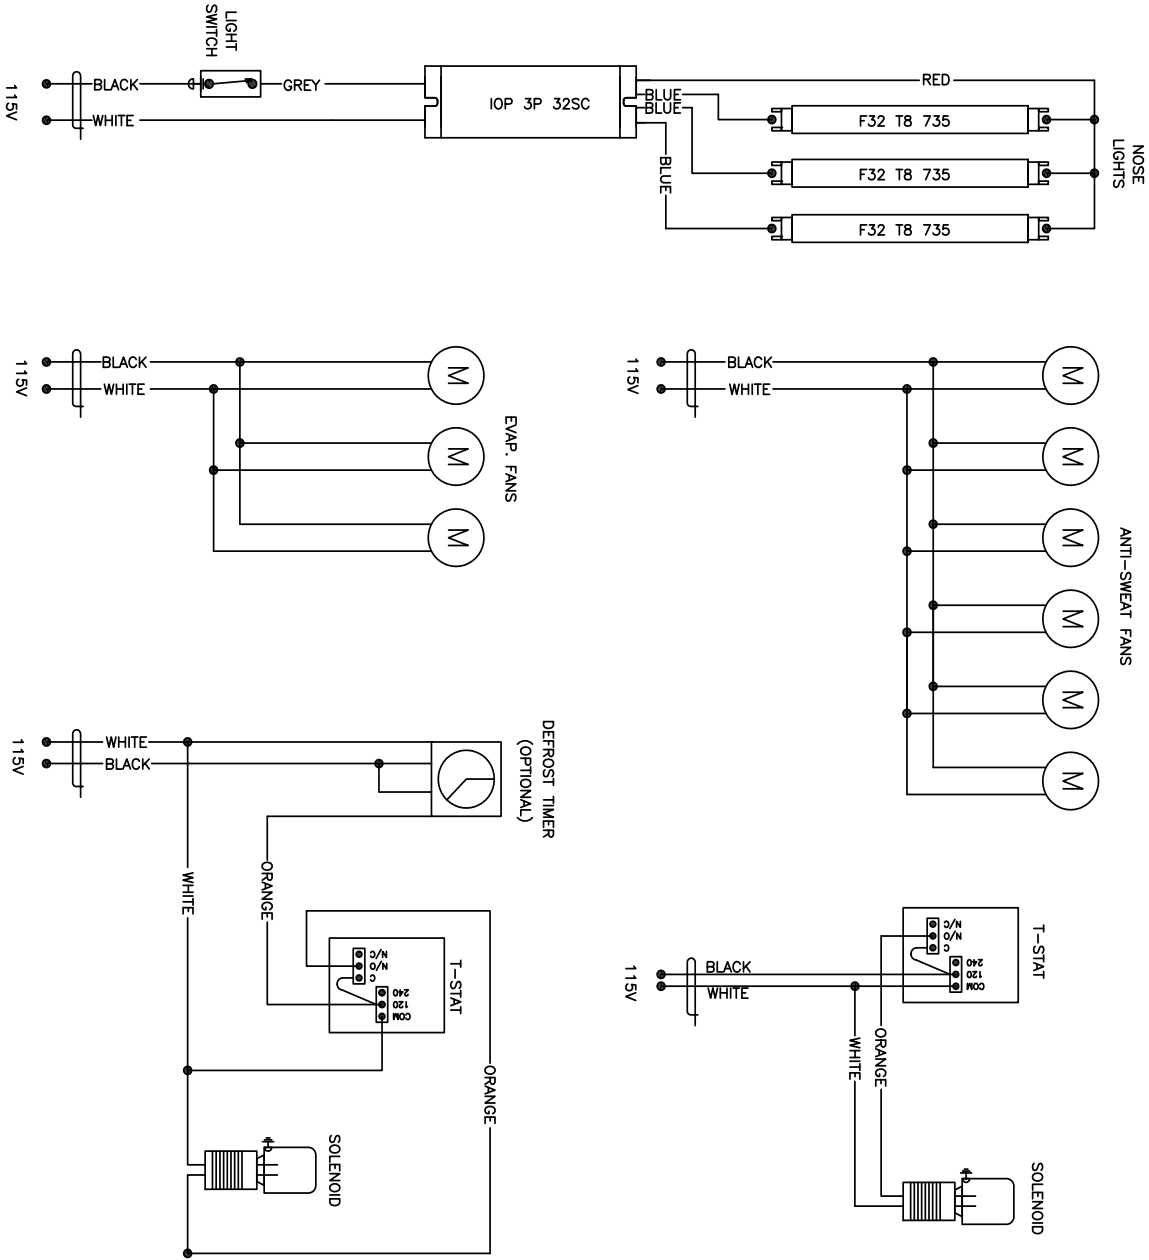 LIGHT
SWITCH
115V
BLACK
GREY
WHITE
IOP 3P 32SC
RED
BLUE
BLUE
BLUE
F32 T8 735
F32 T8 735
F32 T8 735
NOSE
LIGHTS
115V
BLACK
WHITE
M
M
M
EVAP. FANS
115V
BLACK
WHITE
M
M
M
M
M
M
ANTI-SWEAT FANS
115V
WHITE
BLACK
DEFROST TIMER
(OPTIONAL)
WHITE
ORANGE
N/C
N/O
C
240
120
COM
T-STAT
ORANGE
SOLENOID
115V
BLACK
WHITE
N/C
N/O
C
240
120
COM
T-STAT
WHITE
ORANGE
SOLENOID